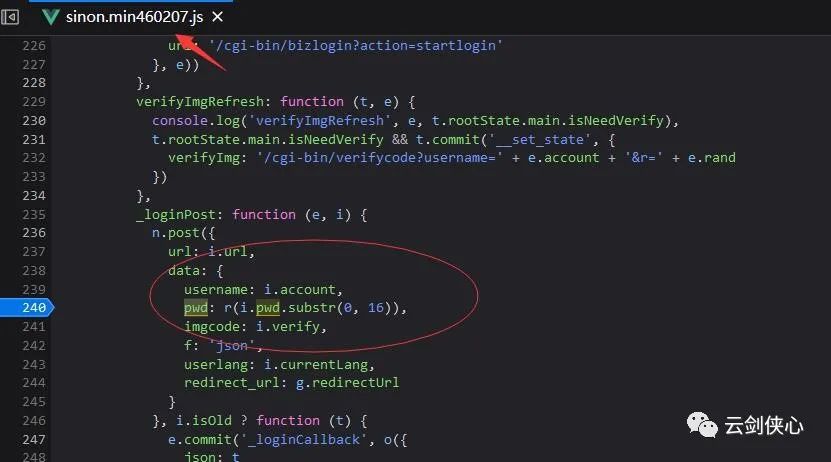 sinon.min460207.js ×
226 url: '/cgi-bin/bizlogin?action=startlogin'
227 }, e))
228 },
229 verifyImgRefresh: function (t, e) {
230 console.log('verifyImgRefresh', e, t.rootState.main.isNeedVerify),
231 t.rootState.main.isNeedVerify && t.commit('__set_state', {
232 verifyImg: '/cgi-bin/verifycode?username=' + e.account + '&r=' + e.rand
233 })
234 },
235 _loginPost: function (e, i) {
236 n.post({
237 url: i.url,
238 data: {
239 username: i.account,
240 pwd: r(i.pwd.substr(0, 16)),
241 imgcode: i.verify,
242 f: 'json',
243 userlang: i.currentLang,
244 redirect_url: g.redirectUrl
245 }
246 }, i.isOld ? function (t) {
247 e.commit('_loginCallback', o({
248 json: t
云剑侠心